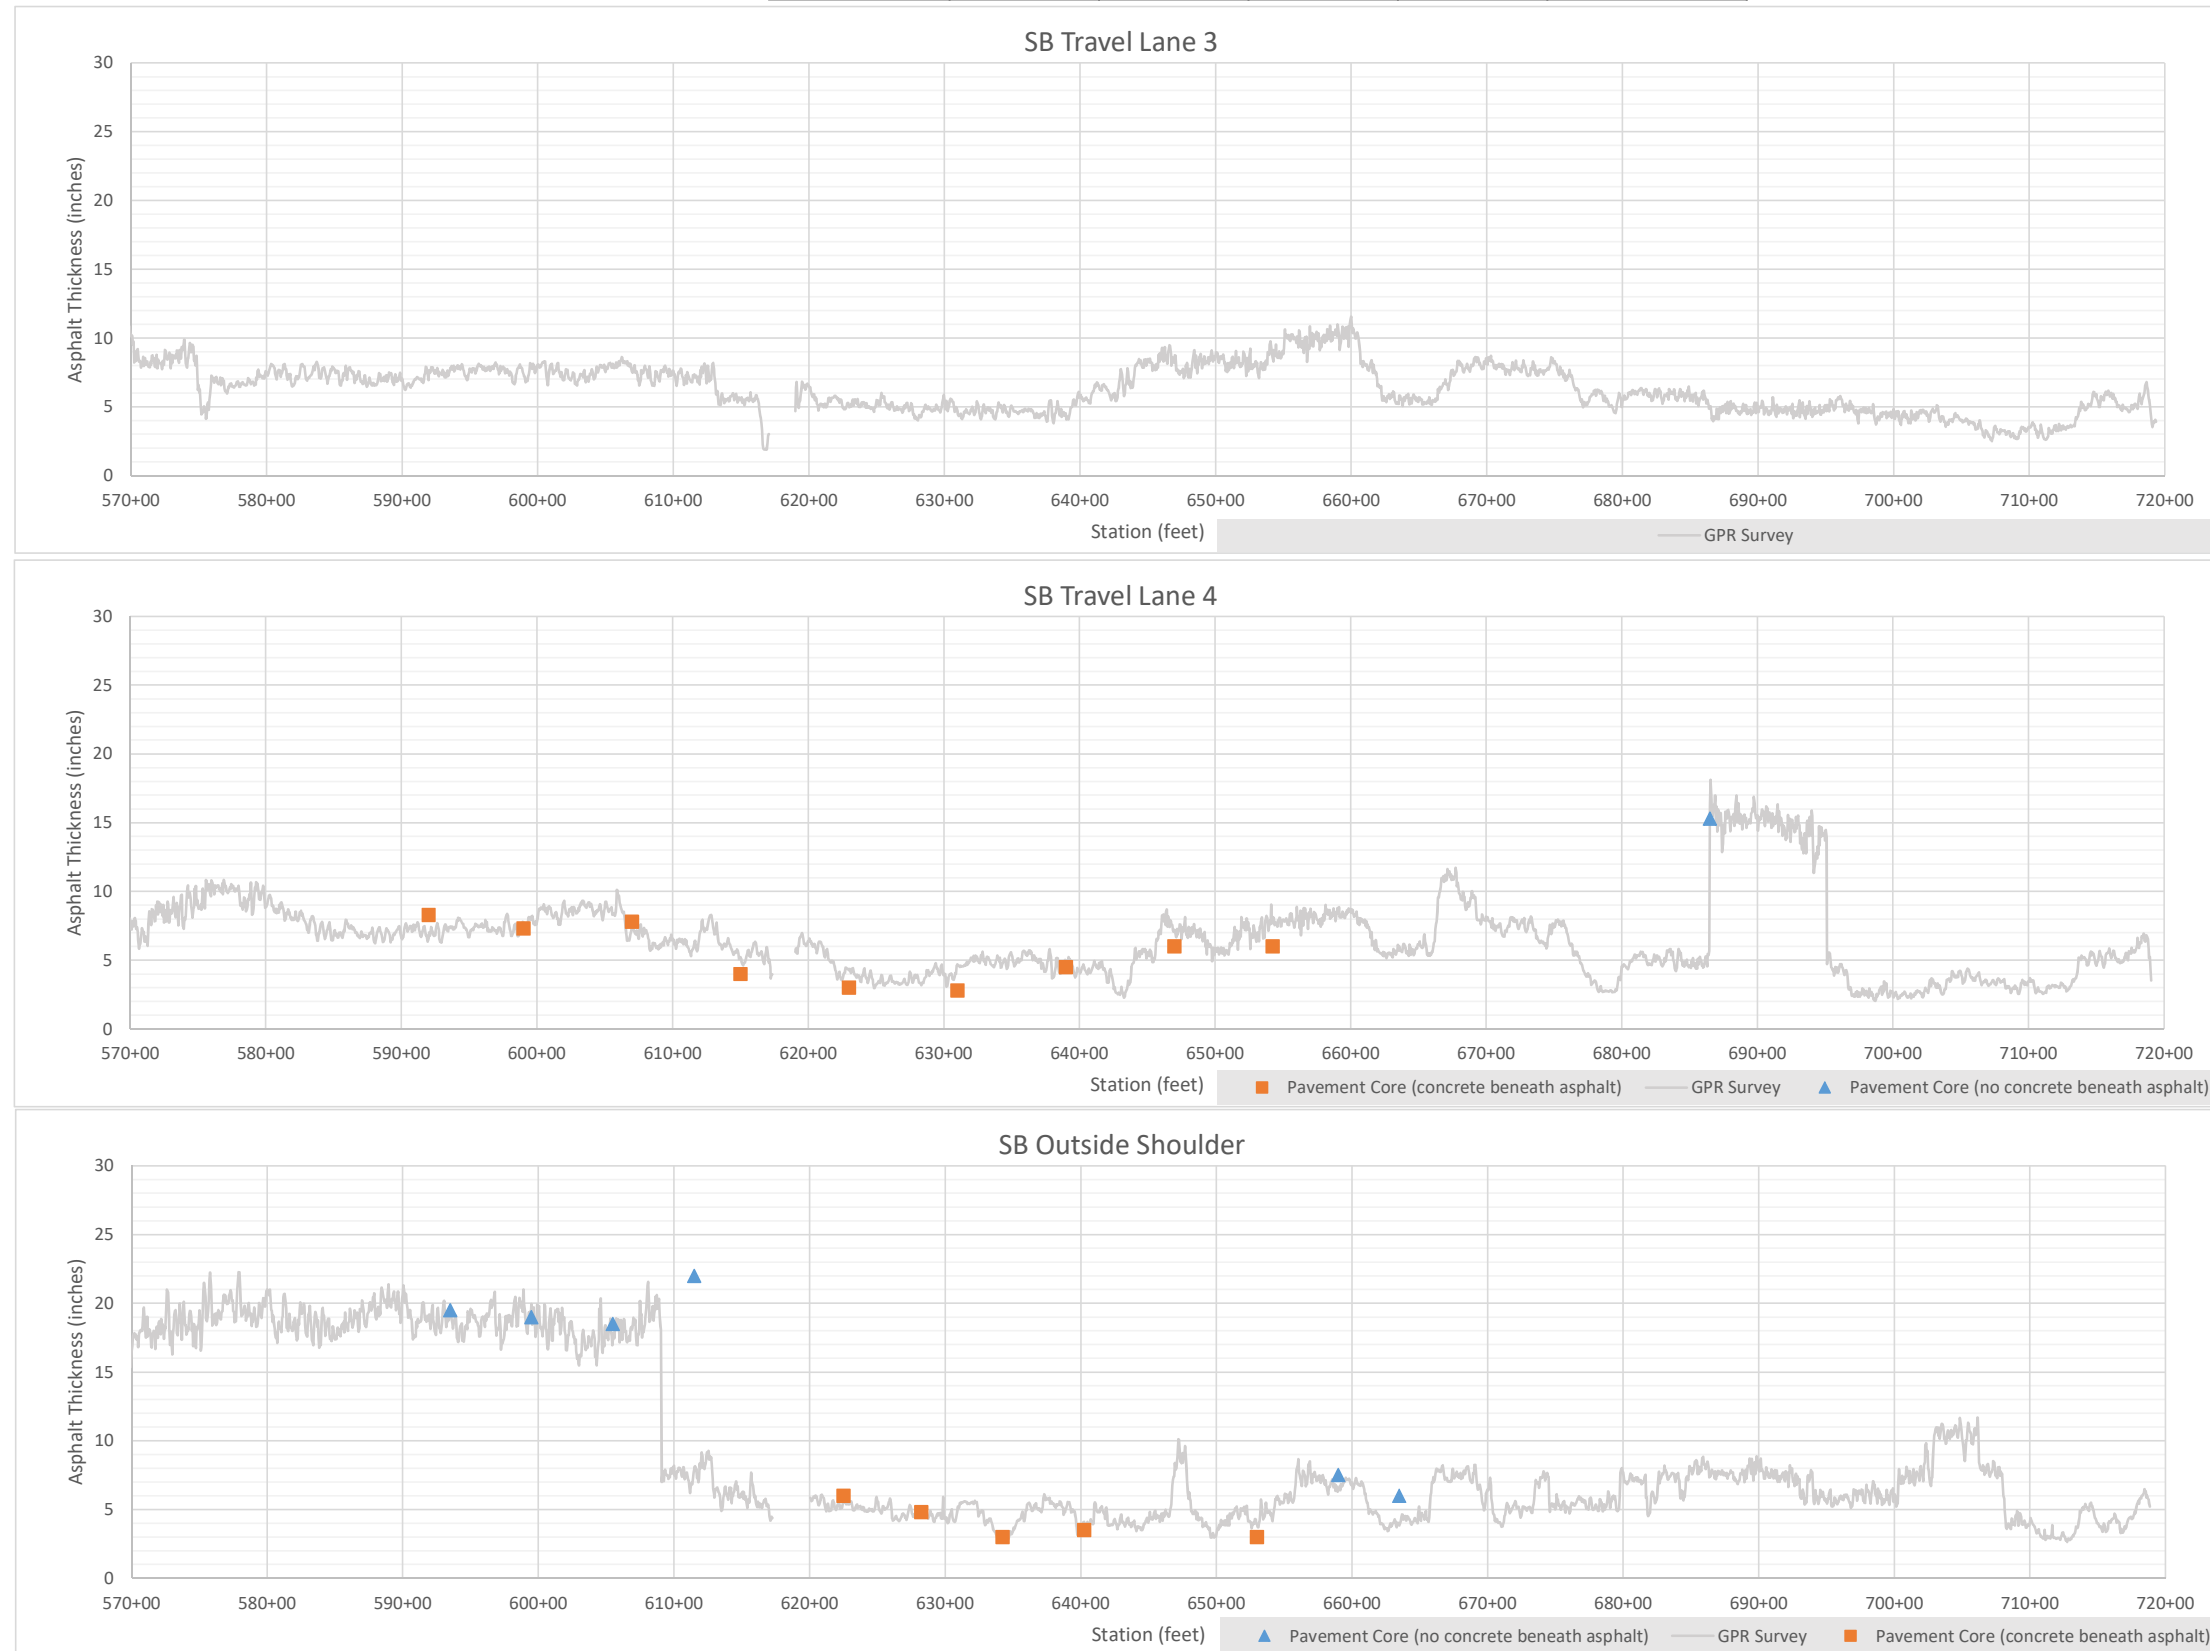 SB Travel Lane 3
30
25
20
15
10
5
0
Asphalt Thickness (inches)
570+00 580+00 590+00 600+00 610+00 620+00 630+00 640+00 650+00 660+00 670+00 680+00 690+00 700+00 710+00 720+00
Station (feet)
GPR Survey
SB Travel Lane 4
30
25
20
15
10
5
0
Asphalt Thickness (inches)
570+00 580+00 590+00 600+00 610+00 620+00 630+00 640+00 650+00 660+00 670+00 680+00 690+00 700+00 710+00 720+00
Station (feet)
Pavement Core (concrete beneath asphalt) GPR Survey Pavement Core (no concrete beneath asphalt)
SB Outside Shoulder
30
25
20
15
10
5
0
Asphalt Thickness (inches)
570+00 580+00 590+00 600+00 610+00 620+00 630+00 640+00 650+00 660+00 670+00 680+00 690+00 700+00 710+00 720+00
Station (feet)
Pavement Core (no concrete beneath asphalt) GPR Survey Pavement Core (concrete beneath asphalt)